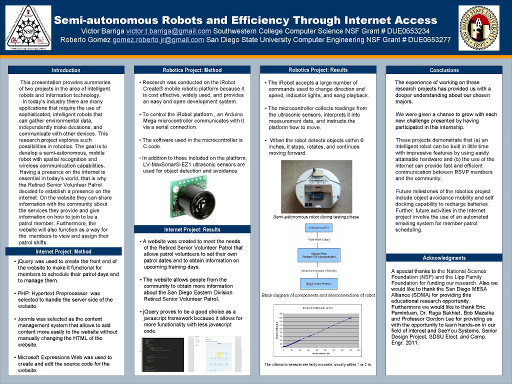 Semi-autonomous Robots and Efficiency Through Internet Access
Victor Barriga victor.t.barriga@gmail.com Southwestern College Computer Science NSF Grant # DUE0653234
Roberto Gomez gomez.roberto.jr@gmail.com San Diego State University Computer Engineering NSF Grant # DUE0653277
Introduction
This presentation provides summaries
of two projects in the area of intelligent
robots and information technology.
In today's industry there are many
applications that require the use of
sophisticated, intelligent robots that
can gather environmental data,
independently make decisions, and
communicate with other devices. This
research project explores such
possibilities in robotics. The goal is to
develop a semi-autonomous, mobile
robot with spatial recognition and
wireless communication capabilities.
Having a presence on the Internet is
essential in today's world, that is why
the Retired Senior Volunteer Patrol
decided to establish a presence on the
internet. On the website they can share
information with the community about
the services they provide and give
information on how to join to be a
patrol member. Furthermore, the
website will also function as a way for
the members to view and assign their
patrol shifts.
Internet Project: Method
• jQuery was used to create the front end of
the website to make it functional for
members to schedule their patrol days and
to manage them.
• PHP: Hypertext Preprocessor was
selected to handle the server side of the
website.
• Joomla was selected as the content
management system that allows to add
content more easily to the website without
manually changing the HTML of the
website.
• Microsoft Expressions Web was used to
create and edit the source code for the
website.
Robotics Project: Method
• Research was conducted on the iRobot
Create® mobile robotic platform because it
is cost effective, widely used, and provides
an easy and open development system.
• To control the iRobot platform, an Arduino
Mega microcontroller communicates with it
via a serial connection.
• The software used in the microcontroller is
C code.
• In addition to those included on the platform,
LV-MaxSonar®-EZ1 ultrasonic sensors are
used for object detection and avoidance.
Internet Project: Results
• A website was created to meet the needs
of the Retired Senior Volunteer Patrol that
allows patrol volunteers to set their own
patrol dates and to obtain information on
upcoming training days.
• The website allows people from the
community to obtain more information
about the San Diego Eastern Division
Retired Senior Volunteer Patrol.
• jQuery proves to be a good choice as a
javascript framework because it allows for
more functionality with less javascript
code.
Robotics Project: Results
• The iRobot accepts a large number of
commands used to change direction and
speed, indicator lights, and song playback.
• The microcontroller collects readings from
the ultrasonic sensors, interprets it into
measurement data, and instructs the
platform how to move.
• When the robot detects objects within 6
inches, it stops, rotates, and continues
moving forward.
Semi-autonomous robot during testing phase
Block diagram of components and interconnections of robot
The ultrasonic sensors are fairly accurate, usually within 1 or 2 in.
Conclusions
The experience of working on those
research projects has provided us with a
deeper understanding about our chosen
majors.
We were given a chance to grow with each
new challenge presented by having
participated in this internship.
These projects demonstrate that (a) an
intelligent robot can be built in little time
with impressive features by using easily
attainable hardware and (b) the use of the
internet can provide fast and efficient
communication between RSVP members
and the community.
Future milestones of the robotics project
include object avoidance mobility and self
docking capability to recharge batteries.
Further, future activities in the Internet
project involve the use of an automated
emailing system for member patrol
scheduling.
Acknowledgments
A special thanks to the National Science
Foundation (NSF) and the Lipp Family
Foundation for funding our research. Also we
would like to thank the San Diego MESA
Alliance (SDMA) for providing this
educational research opportunity.
Furthermore we would like to thank Eric
Parmintuan, Dr. Raga Bakhiet, Bob Mazeika
and Professor Gordon Lee for providing us
with the opportunity to learn hands-on in our
field of interest and SeeYou Systems, Senior
Design Project, SDSU Elect. and Comp.
Engr. 2011.